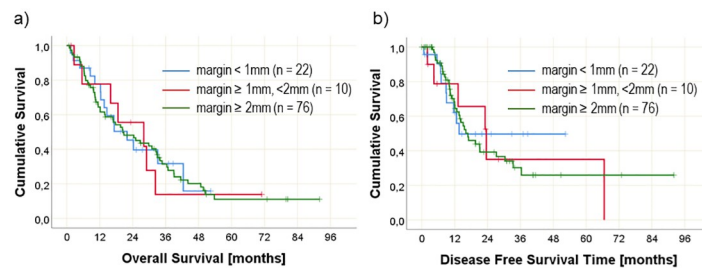 a)
Cumulative Survival
1,0
0,8
0,6
0,4
0,2
0,0
margin < 1mm (n = 22)
margin ≥ 1mm, <2mm (n = 10)
margin ≥ 2mm (n = 76)
0 12 24 36 48 60 72 84 96
Overall Survival [months]
b)
Cumulative Survival
1,0
0,8
0,6
0,4
0,2
0,0
margin < 1mm (n = 22)
margin ≥ 1mm, <2mm (n = 10)
margin ≥ 2mm (n = 76)
0 12 24 36 48 60 72 84 96
Disease Free Survival Time [months]